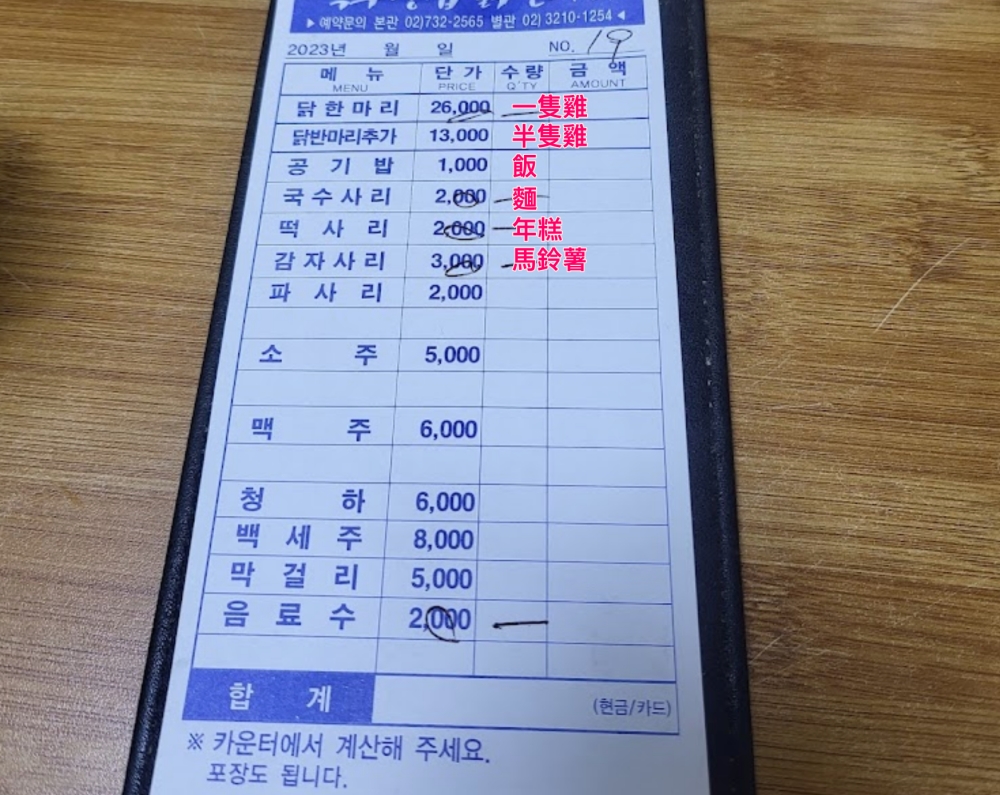 ▶ 예약문의 본관 02)732-2565 별관 02) 3210-1254 ◀
2023년 월 일 NO. 19
메 뉴 단 가 수 량 금 액
MENU PRICE Q'TY AMOUNT
닭 한 마 리 26,000 一隻雞
닭반마리추가 13,000 半隻雞
공 기 밥 1,000 飯
국 수 사 리 2,000 麵
떡 사 리 2,000 年糕
감 자 사 리 3,000 馬鈴薯
파 사 리 2,000
소 주 5,000
맥 주 6,000
청 하 6,000
백 세 주 8,000
막 걸 리 5,000
음 료 수 2,000
합 계 (현금/카드)
※ 카운터에서 계산해 주세요.
포장도 됩니다.